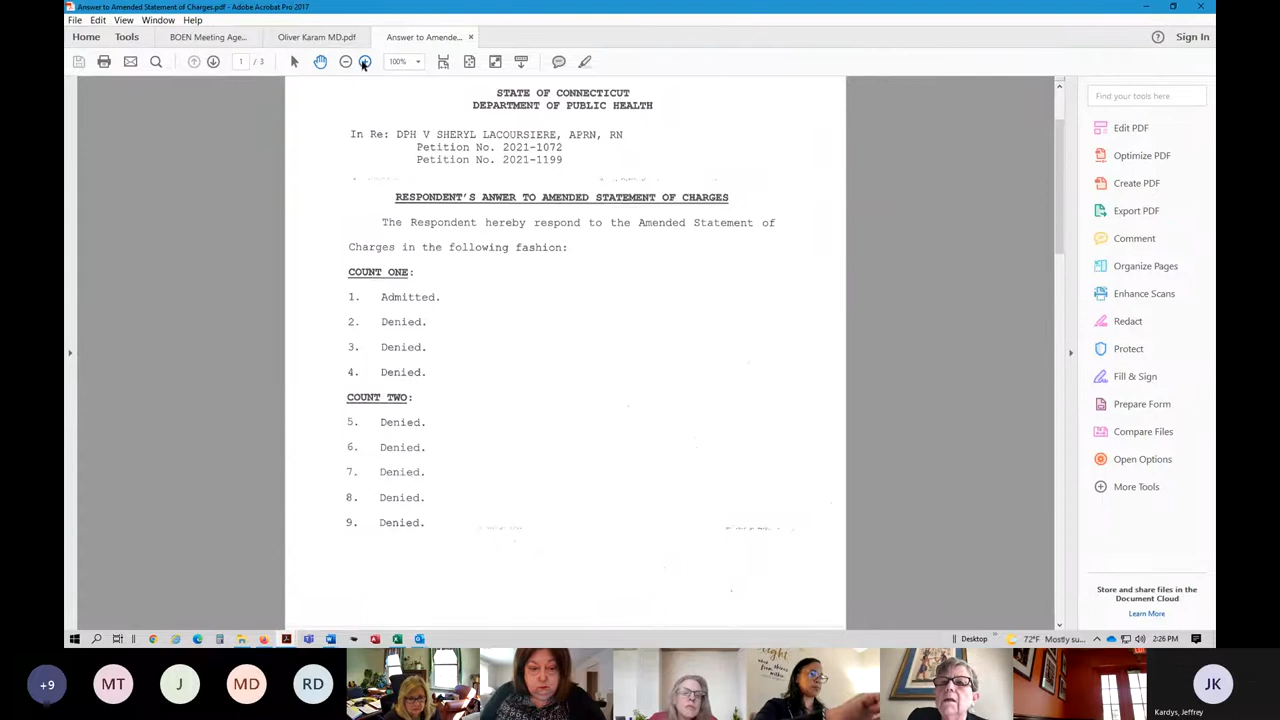 Answer to Amended Statement of Charges.pdf - Adobe Acrobat Pro 2017
File Edit View Window Help
Home Tools BOEN Meeting Age... Oliver Karam MD.pdf Answer to Amende... × Sign In
1 / 3 100%
STATE OF CONNECTICUT
DEPARTMENT OF PUBLIC HEALTH
In Re: DPH V SHERYL LACOURSIERE, APRN, RN
Petition No. 2021-1072
Petition No. 2021-1199
RESPONDENT'S ANWER TO AMENDED STATEMENT OF CHARGES
The Respondent hereby respond to the Amended Statement of
Charges in the following fashion:
COUNT ONE:
1. Admitted.
2. Denied.
3. Denied.
4. Denied.
COUNT TWO:
5. Denied.
6. Denied.
7. Denied.
8. Denied.
9. Denied.
Find your tools here
Edit PDF
Optimize PDF
Create PDF
Export PDF
Comment
Organize Pages
Enhance Scans
Redact
Protect
Fill & Sign
Prepare Form
Compare Files
Open Options
More Tools
Store and share files in the
Document Cloud
Learn More
Desktop 72°F Mostly su... 2:26 PM
+9 MT J MD RD JK
Kardys, Jeffrey